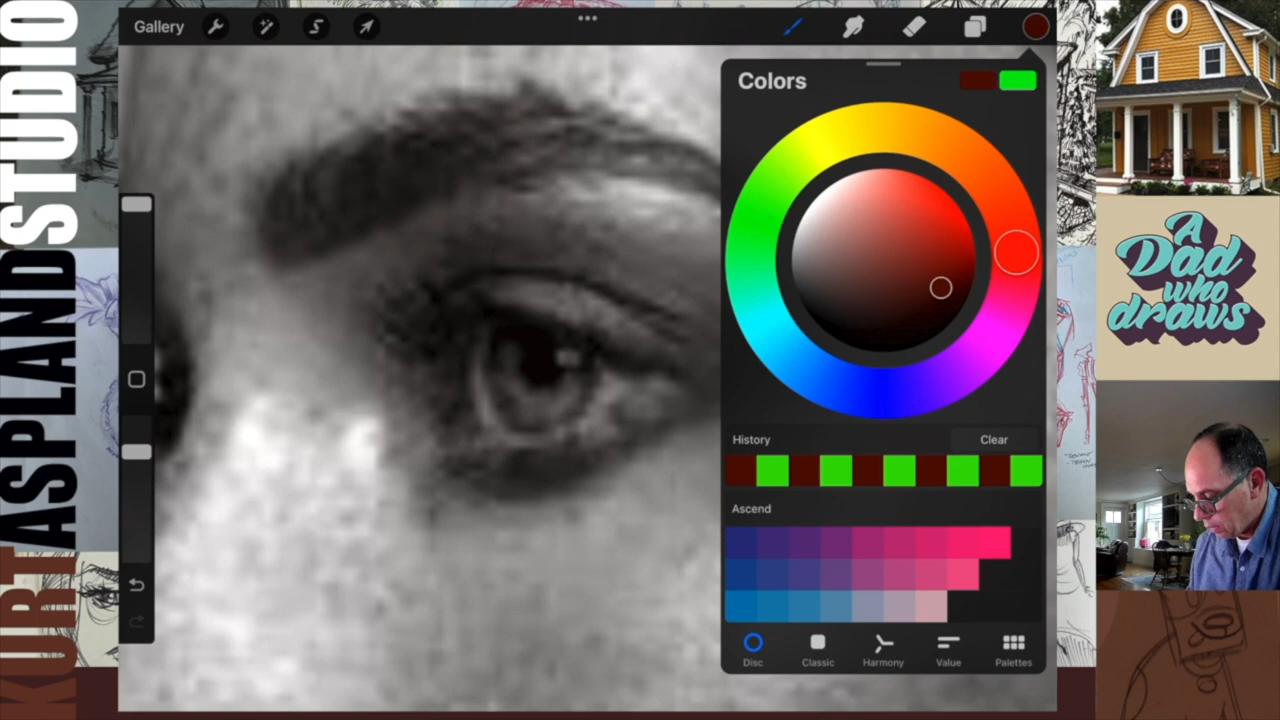 KURT ASPLAND STUDIO
Gallery
Colors
History
Clear
Ascend
Disc
Classic
Harmony
Value
Palettes
A
Dad
who
draws